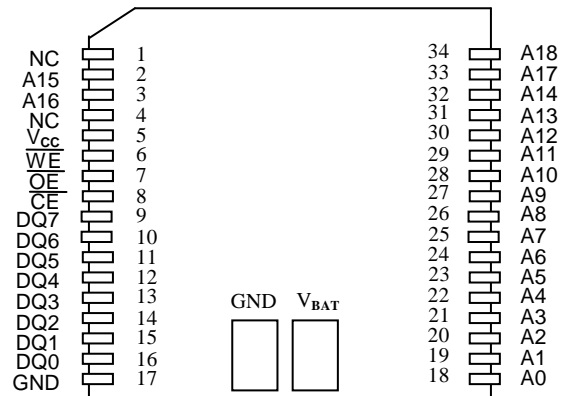 NC 1 34 A18
A15 2 33 A17
A16 3 32 A14
NC 4 31 A13
Vcc 5 30 A12
WE 6 29 A11
OE 7 28 A10
CE 8 27 A9
DQ7 9 26 A8
DQ6 10 25 A7
DQ5 11 24 A6
DQ4 12 23 A5
DQ3 13 22 A4
DQ2 14 21 A3
DQ1 15 20 A2
DQ0 16 19 A1
GND 17 18 A0
GND VBAT